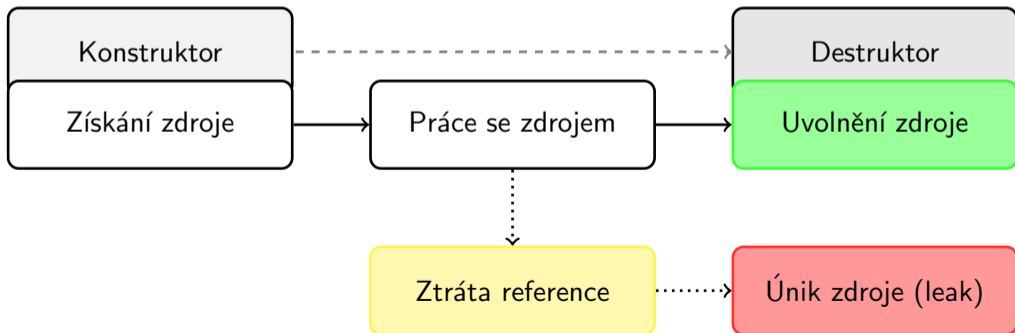 Konstruktor
Destruktor
Získání zdroje
Práce se zdrojem
Uvolnění zdroje
Ztráta reference
Únik zdroje (leak)